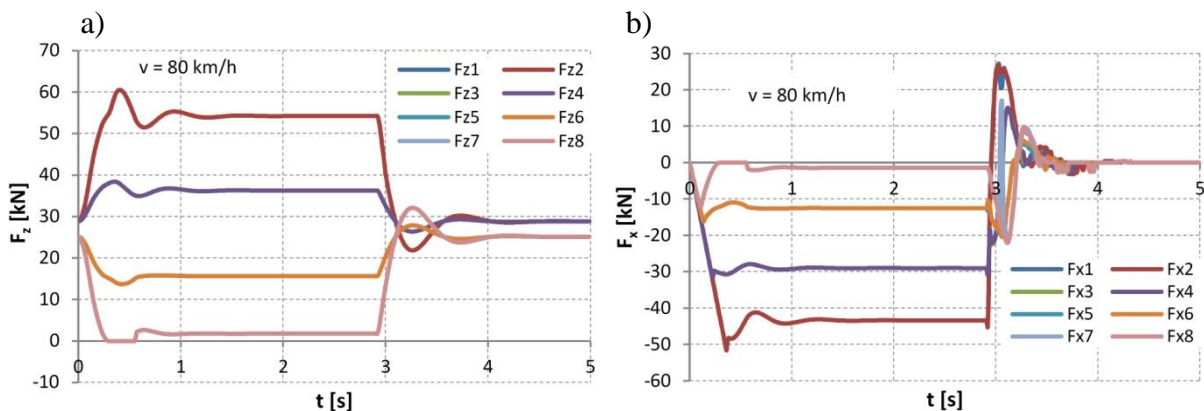 a)
70
60
50
40
30
20
10
0
-10
F_z [kN]
v = 80 km/h
Fz1 Fz2
Fz3 Fz4
Fz5 Fz6
Fz7 Fz8
0 1 2 3 4 5
t [s]
b)
30
20
10
0
-10
-20
-30
-40
-50
-60
F_x [kN]
v = 80 km/h
0 1 2 3 4 5
Fx1 Fx2
Fx3 Fx4
Fx5 Fx6
Fx7 Fx8
t [s]